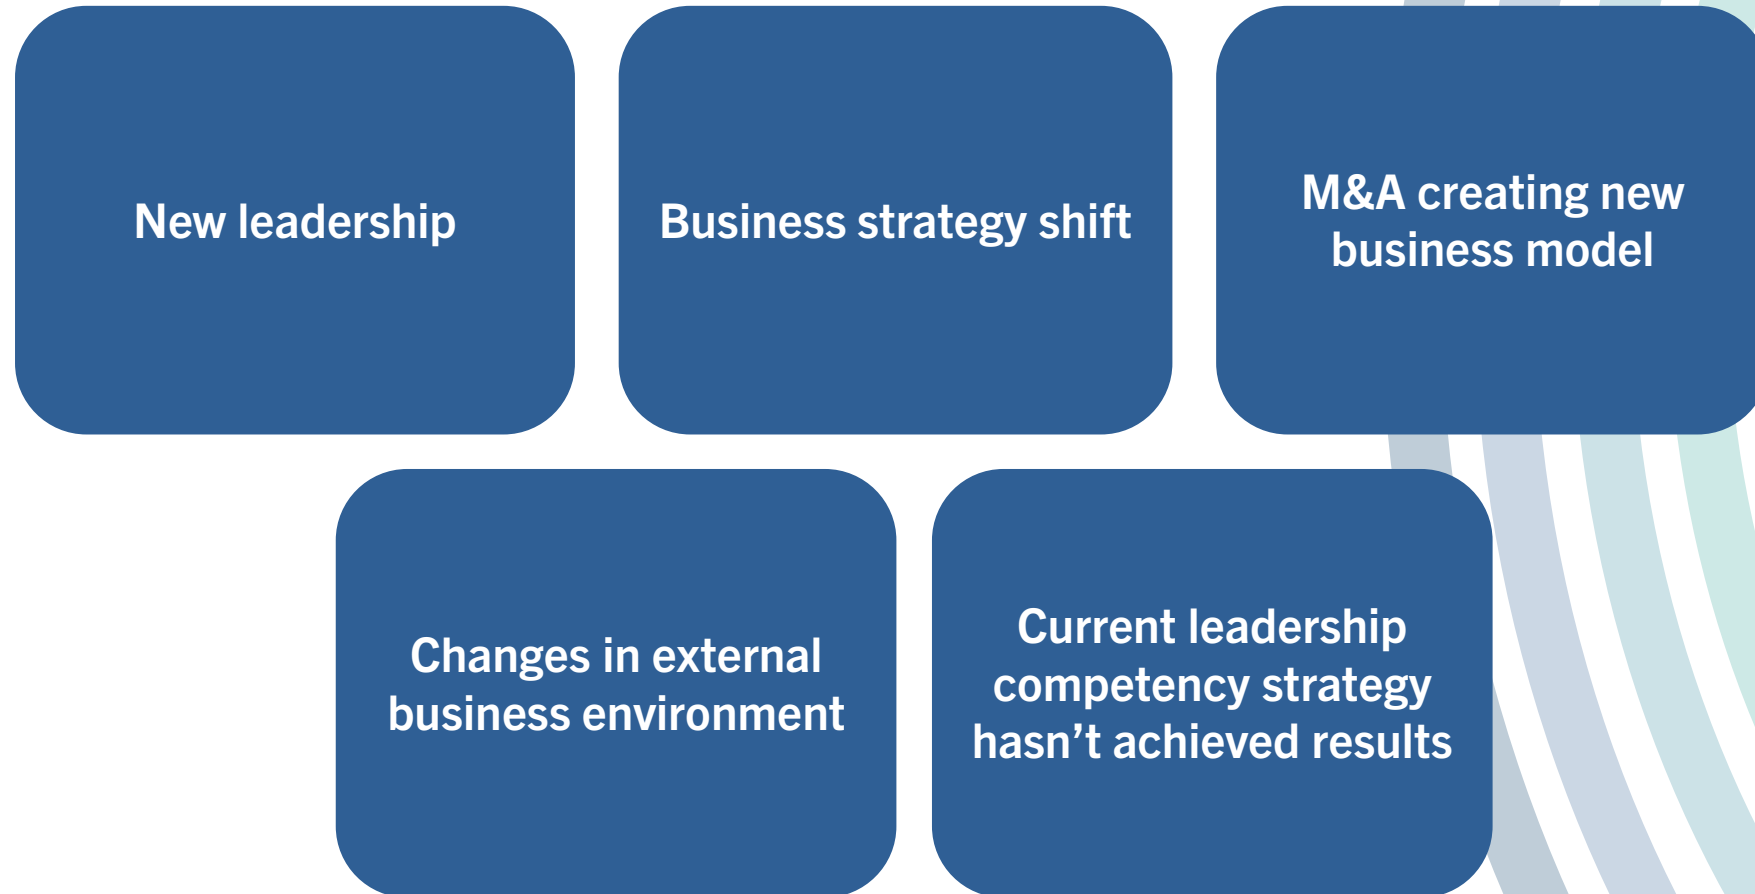 New leadership
Business strategy shift
M&A creating new
business model
Changes in external
business environment
Current leadership
competency strategy
hasn’t achieved results